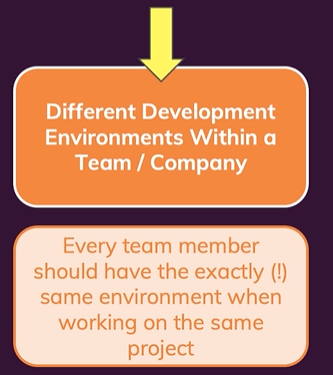 Different Development
Environments Within a
Team / Company
Every team member
should have the exactly (!)
same environment when
working on the same
project